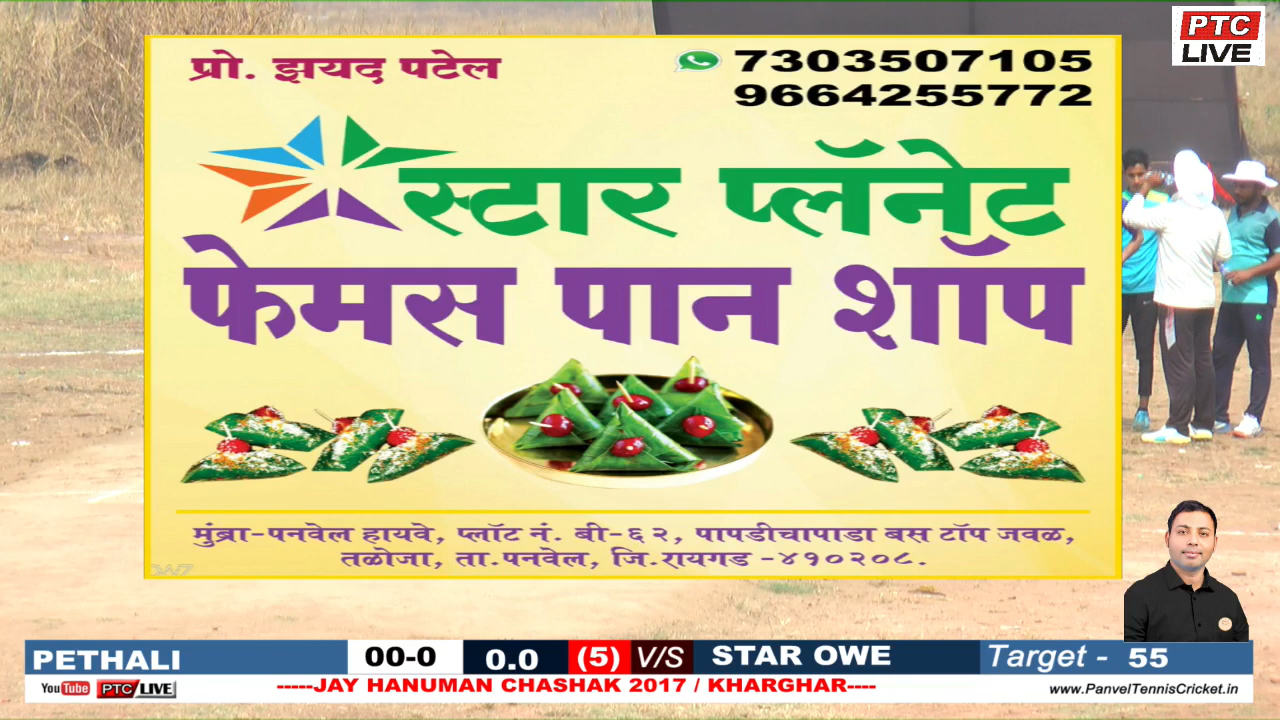 PTC
LIVE
प्रो. झयद पटेल
7303507105
9664255772
स्टार प्लॅनेट
फेमस पान शॉप
मुंब्रा-पनवेल हायवे, प्लॉट नं. बी-६२, पापडीचापाडा बस टॉप जवळ,
तळोजा, ता.पनवेल, जि.रायगड -४१०२०८.
PETHALI 00-0 0.0 (5) V/S STAR OWE Target - 55
YouTube PTC LIVE -----JAY HANUMAN CHASHAK 2017 / KHARGHAR---- www.PanvelTennisCricket.in